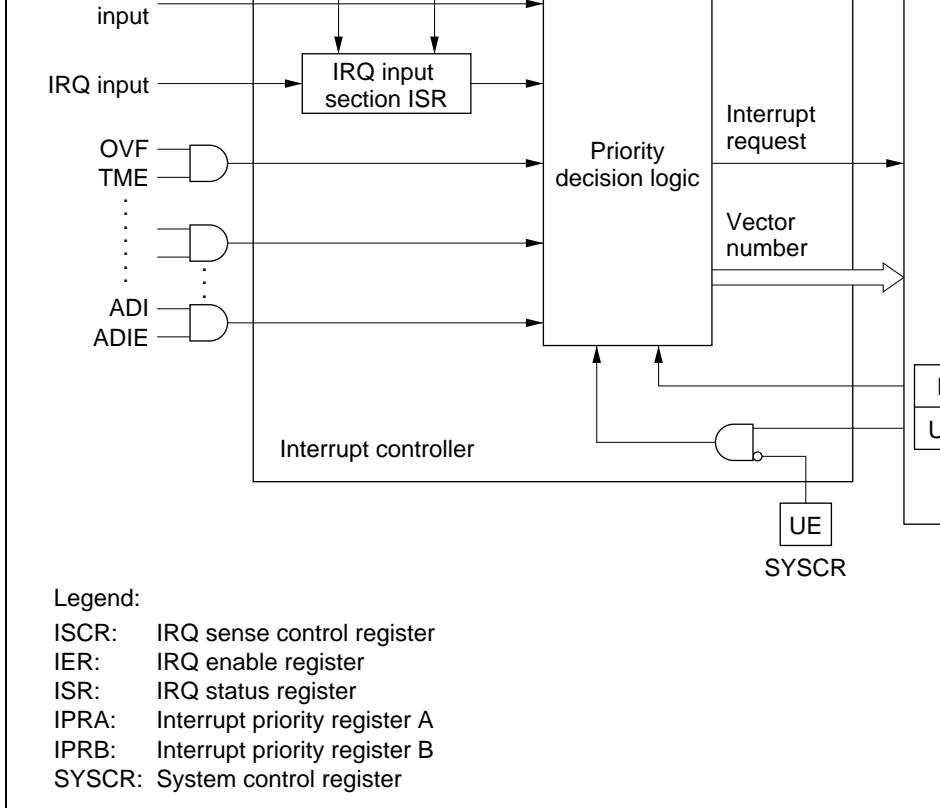 input
IRQ input
IRQ input
section ISR
OVF
TME
ADI
ADIE
Priority
decision logic
Interrupt
request
Vector
number
Interrupt controller
UE
SYSCR
Legend:
ISCR: IRQ sense control register
IER: IRQ enable register
ISR: IRQ status register
IPRA: Interrupt priority register A
IPRB: Interrupt priority register B
SYSCR: System control register